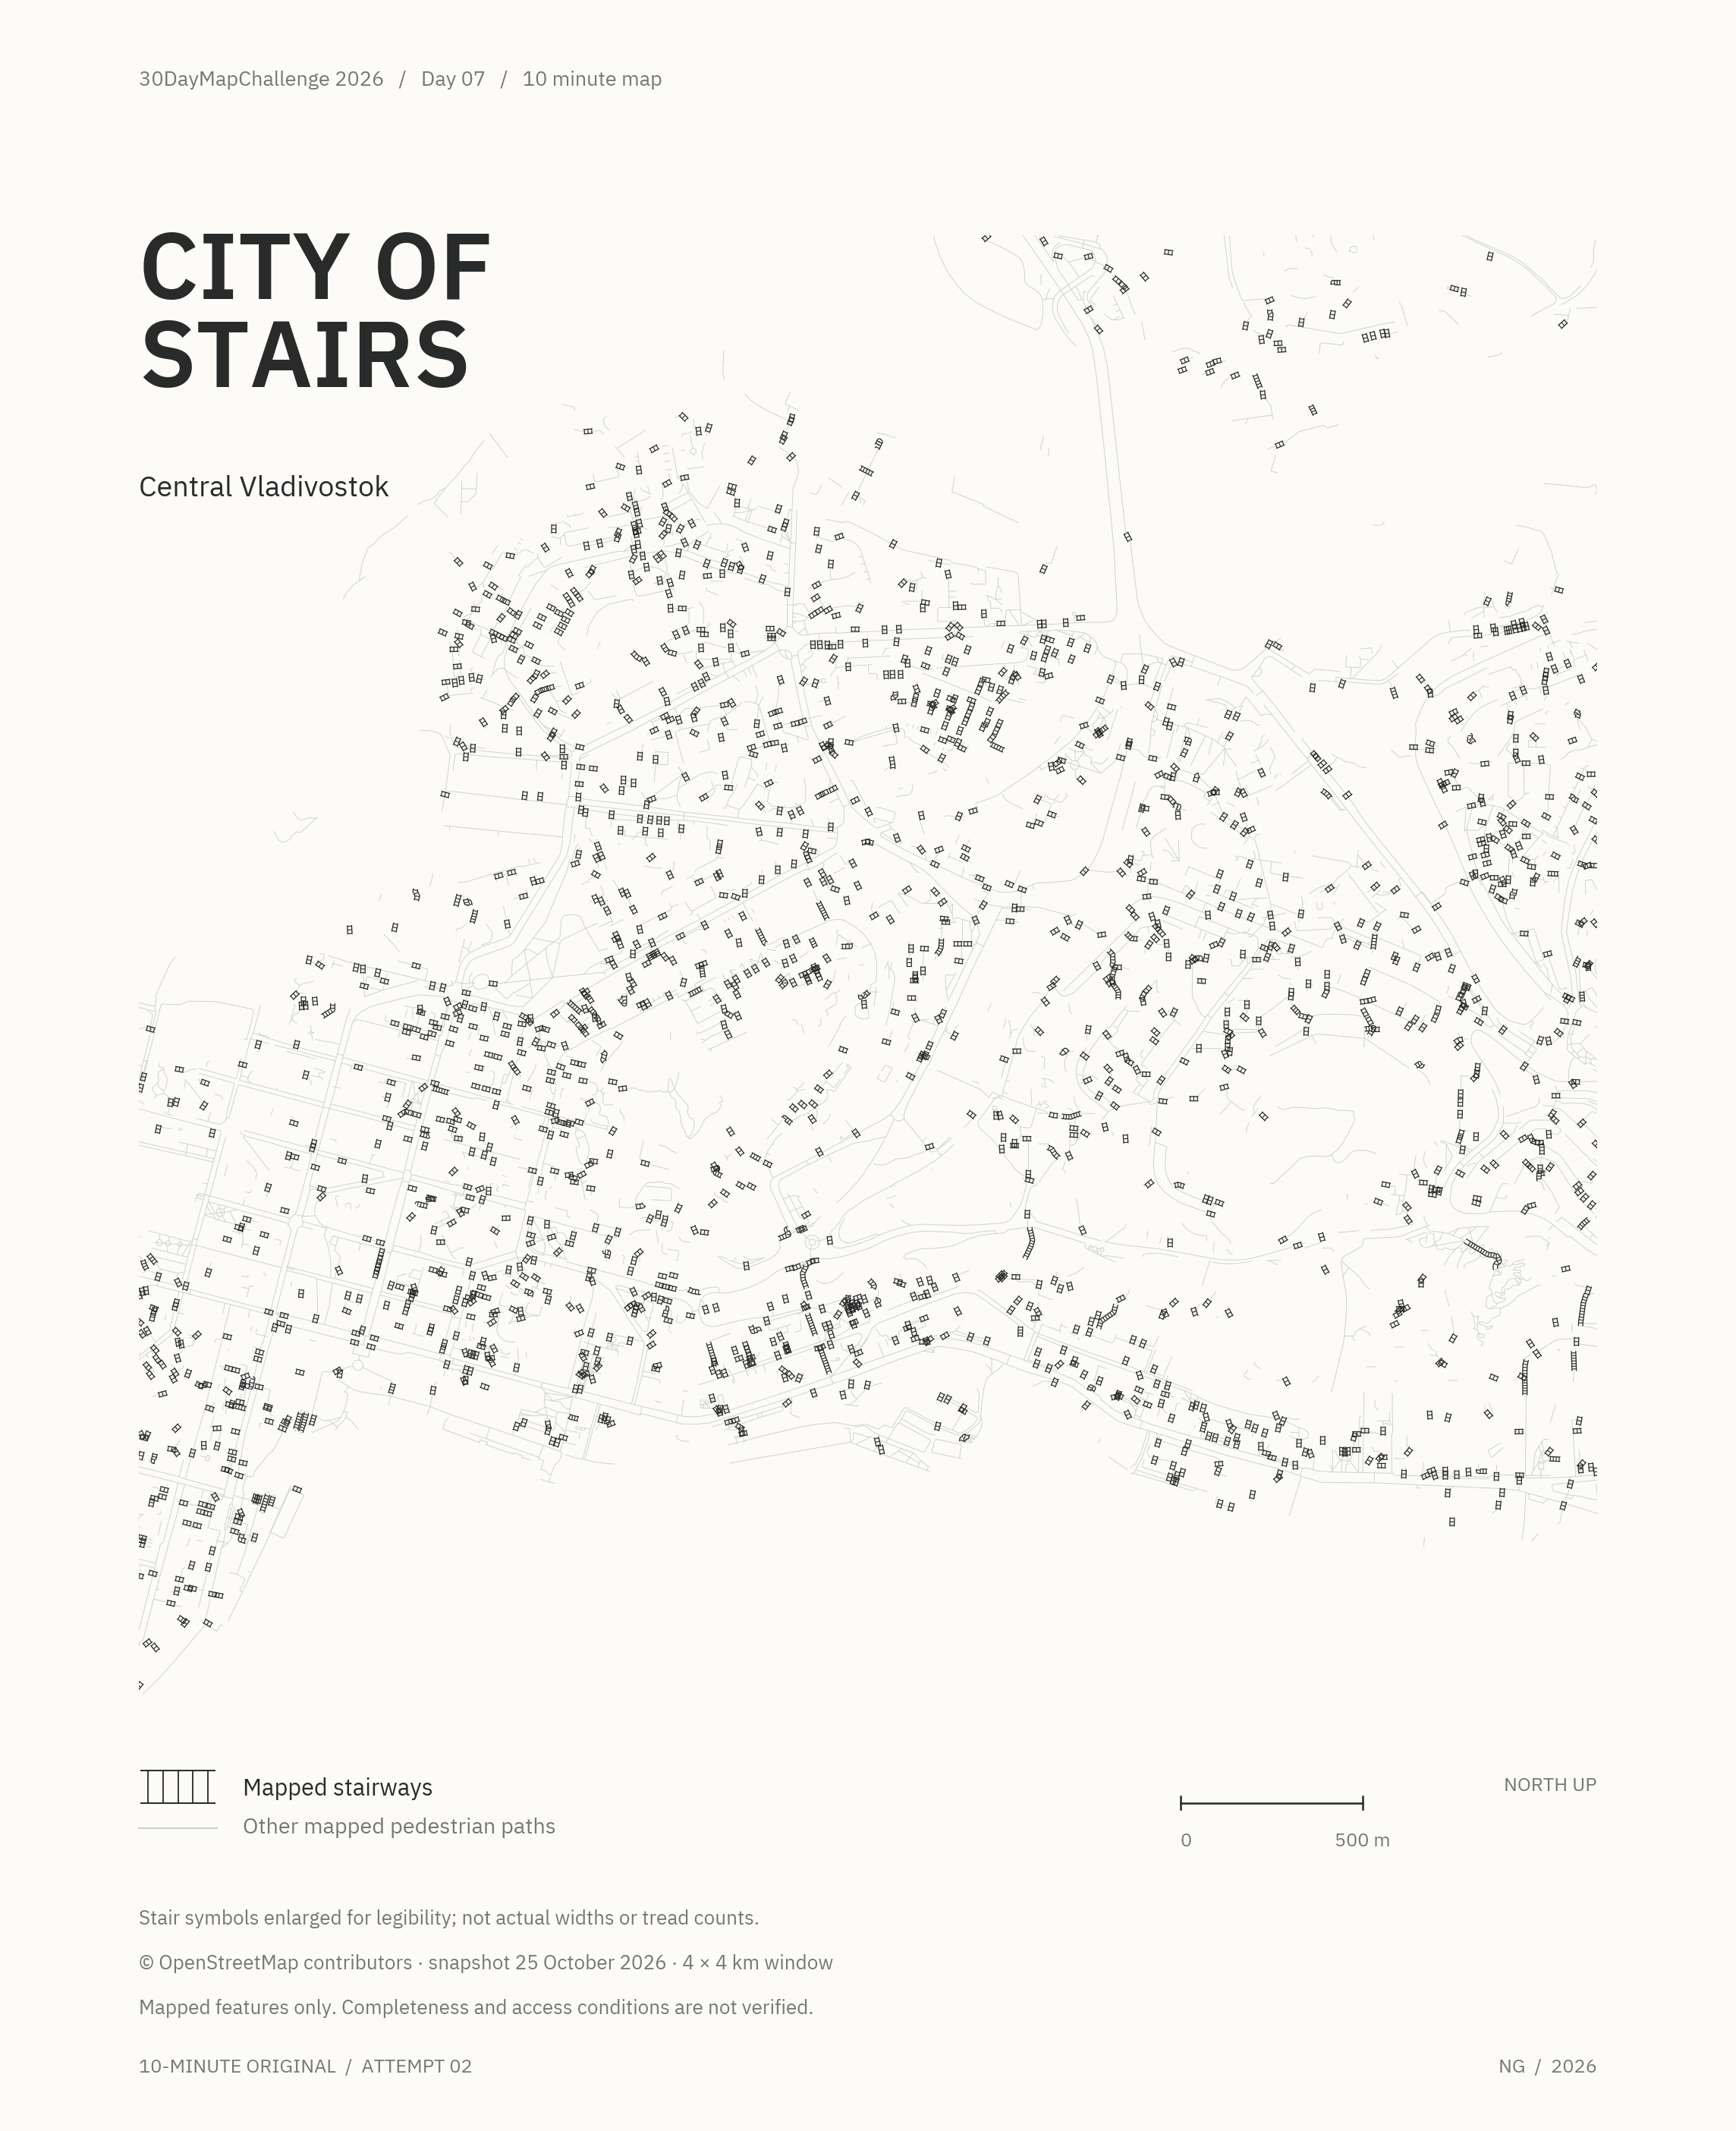 30DayMapChallenge 2026 / Day 07 / 10 minute map
CITY OF
STAIRS
Central Vladivostok
Mapped stairways
Other mapped pedestrian paths
0 500 m
NORTH UP
Stair symbols enlarged for legibility; not actual widths or tread counts.
© OpenStreetMap contributors · snapshot 25 October 2026 · 4 × 4 km window
Mapped features only. Completeness and access conditions are not verified.
10-MINUTE ORIGINAL / ATTEMPT 02
NG / 2026